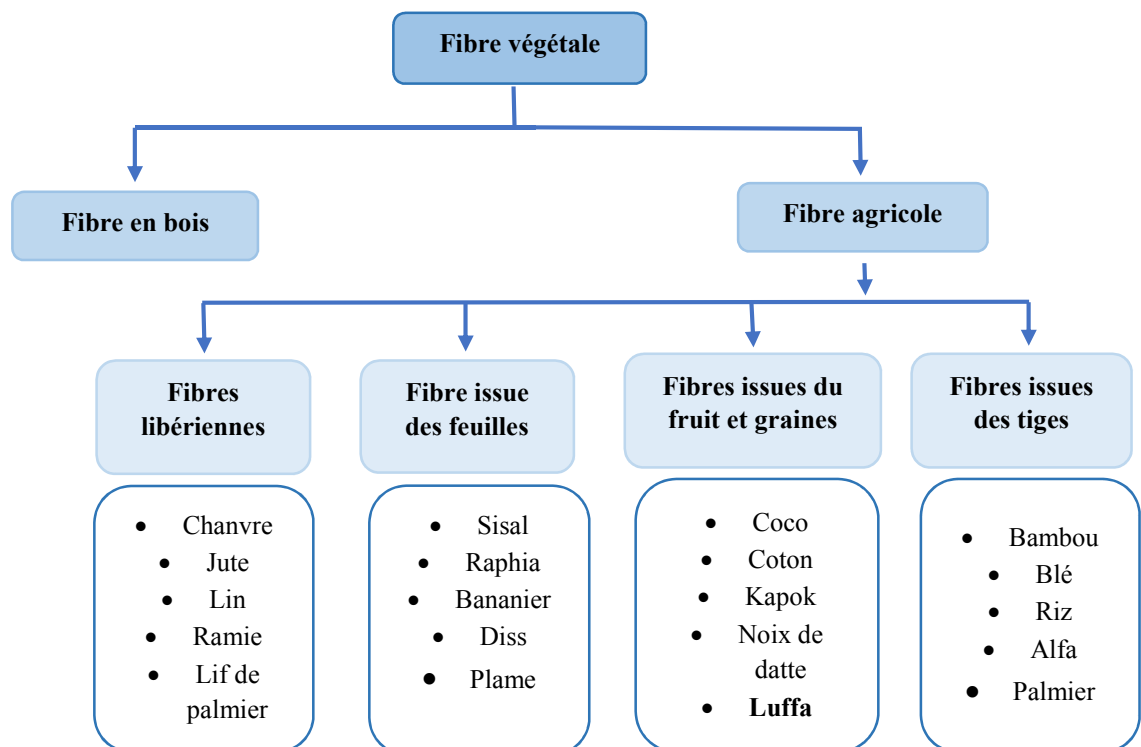 Fibre végétale
Fibre en bois
Fibre agricole
Fibres
libériennes
Fibre issue
des feuilles
Fibres issues du
fruit et graines
Fibres issues
des tiges
• Chanvre
• Jute
• Lin
• Ramie
• Lif de
palmier
• Sisal
• Raphia
• Bananier
• Diss
• Plame
• Coco
• Coton
• Kapok
• Noix de
datte
• Luffa
• Bambou
• Blé
• Riz
• Alfa
• Palmier